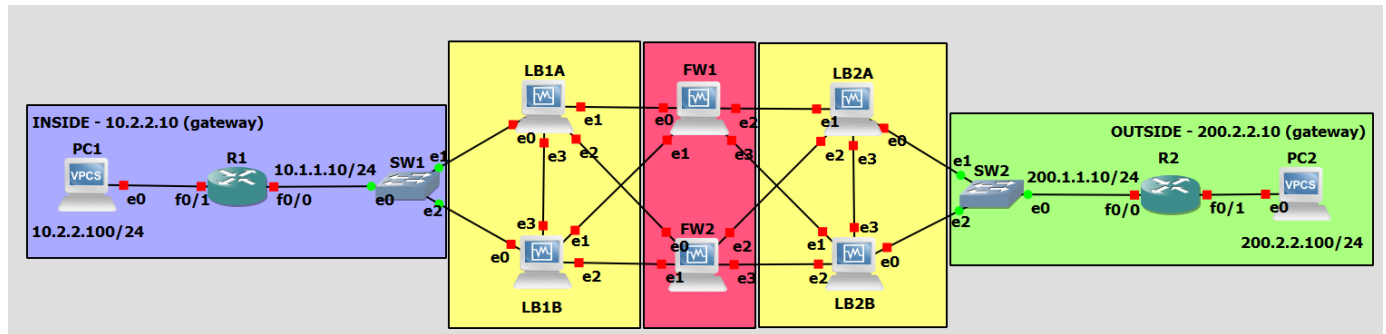 INSIDE - 10.2.2.10 (gateway)
PC1
VPCS
e0
10.2.2.100/24
R1
f0/1
f0/0
10.1.1.10/24
SW1
e0
e1
e2
LB1A
e0
e1
e2
e3
LB1B
e0
e1
e2
e3
FW1
e0
e1
e2
e3
FW2
e0
e1
e2
e3
LB2A
e1
e2
e3
e0
LB2B
e1
e2
e3
e0
OUTSIDE - 200.2.2.10 (gateway)
SW2
e1
e2
e0
200.1.1.10/24
R2
f0/0
f0/1
PC2
VPCS
e0
200.2.2.100/24